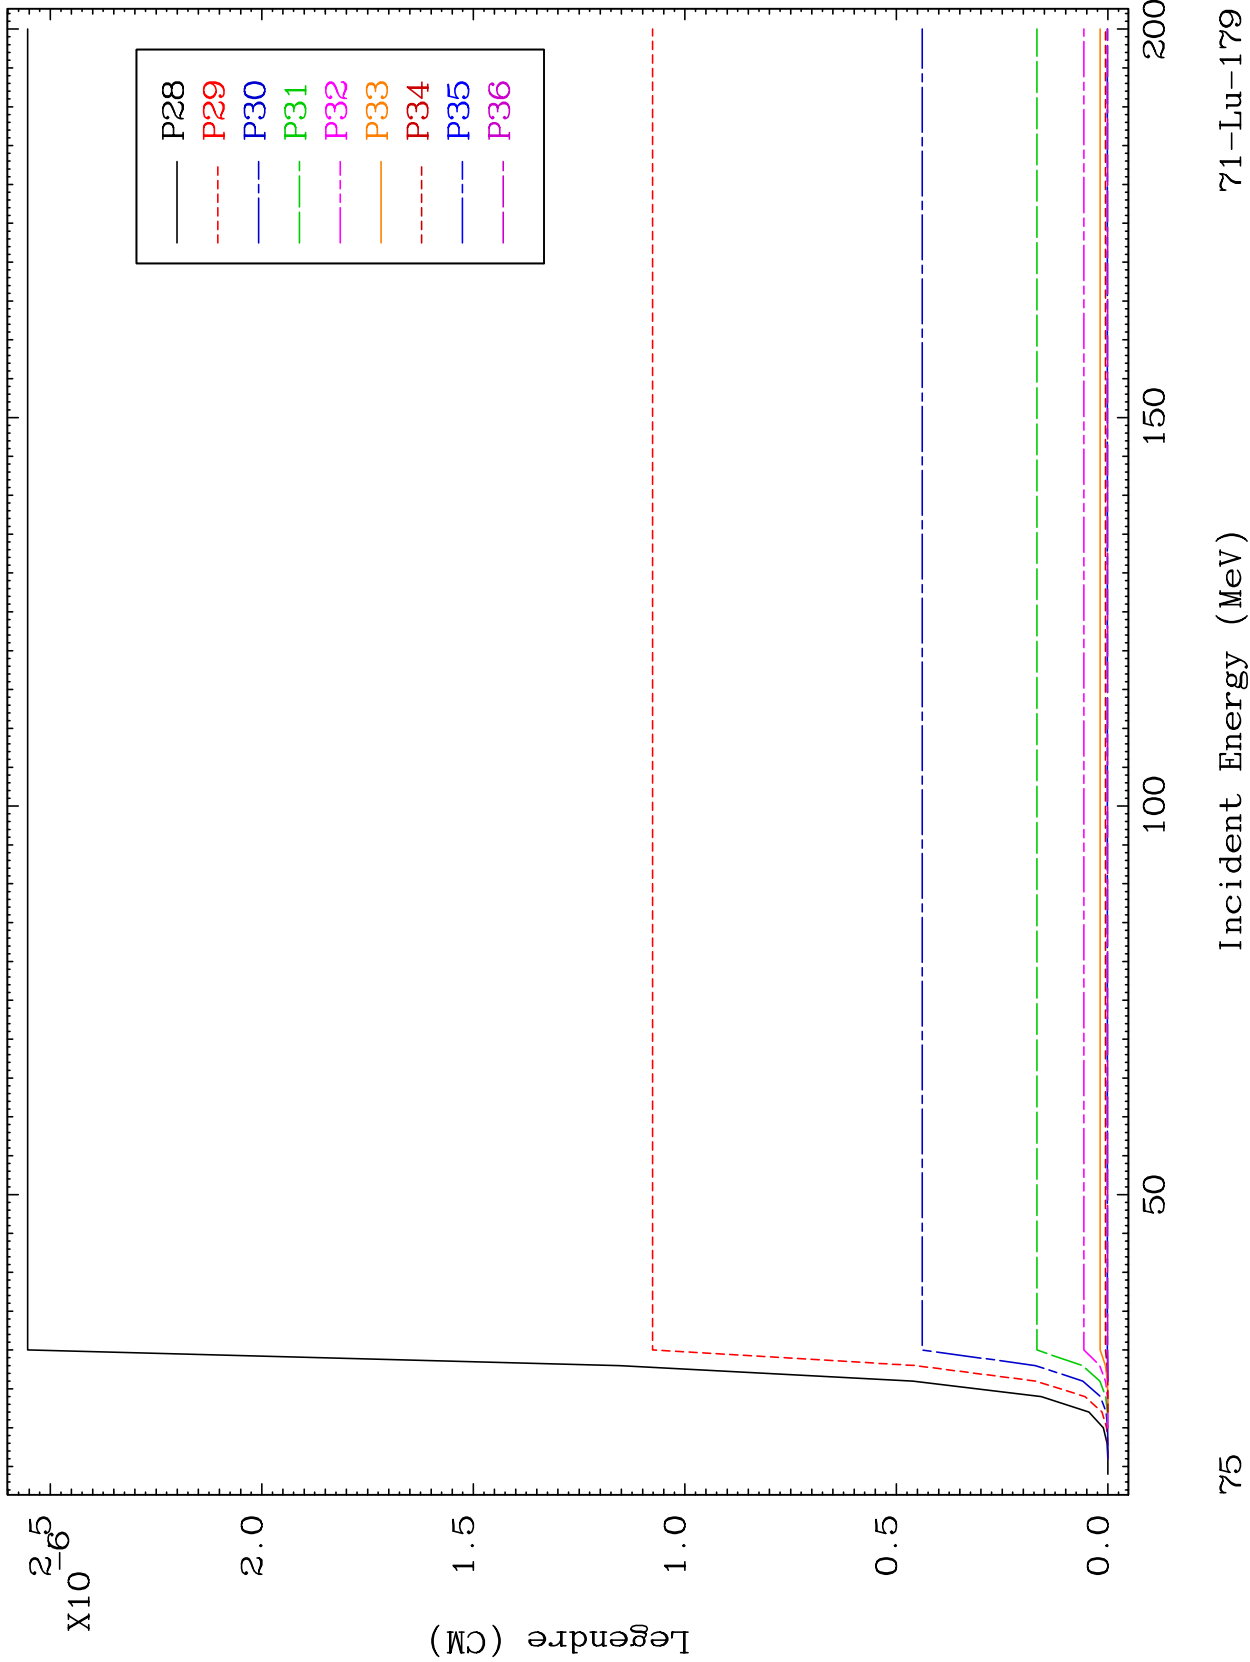 X10
-6
2.5
2.0
1.5
1.0
0.5
0.0
Legendre (CM)
P28
P29
P30
P31
P32
P33
P34
P35
P36
50
100
150
200
Incident Energy (MeV)
75
71-Lu-179